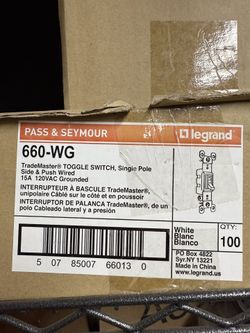 PASS & SEYMOUR
legrand
660-WG
TradeMaster® TOGGLE SWITCH, Single Pole
Side & Push Wired
15A 120VAC Grounded
INTERRUPTEUR À BASCULE TRADEMaster®, de
unipolaire Câblé sur le côté et en poussoir
INTERRUPTOR DE PALANCA TradeMaster®, de un
polo Cableado lateral y a presión
White
Blanc
Blanco
QTY:
100
PO Box 4822
Syr.NY 13221
Made in China
www.legrand.us
5 07 85007 66013 0